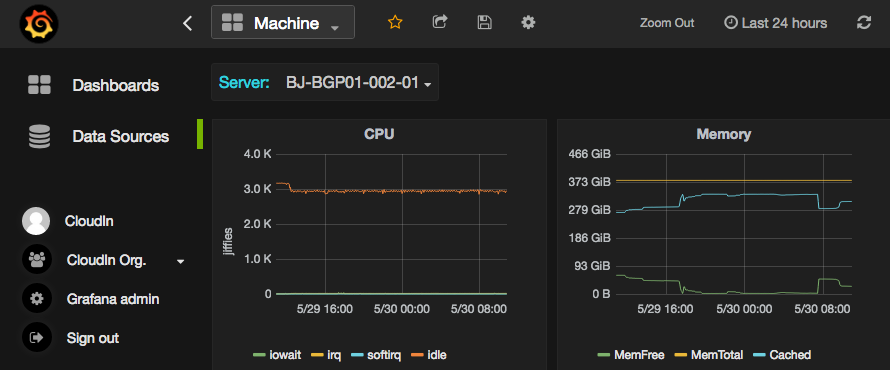 Machine
Zoom Out
Last 24 hours
Dashboards
Data Sources
CloudIn
CloudIn Org.
Grafana admin
Sign out
Server: BJ-BGP01-002-01
CPU
4.0 K
3.0 K
2.0 K
1.0 K
0
jiffies
5/29 16:00 5/30 00:00 5/30 08:00
iowait irq softirq idle
Memory
466 GiB
373 GiB
279 GiB
186 GiB
93 GiB
0 B
5/29 16:00 5/30 00:00 5/30 08:00
MemFree MemTotal Cached